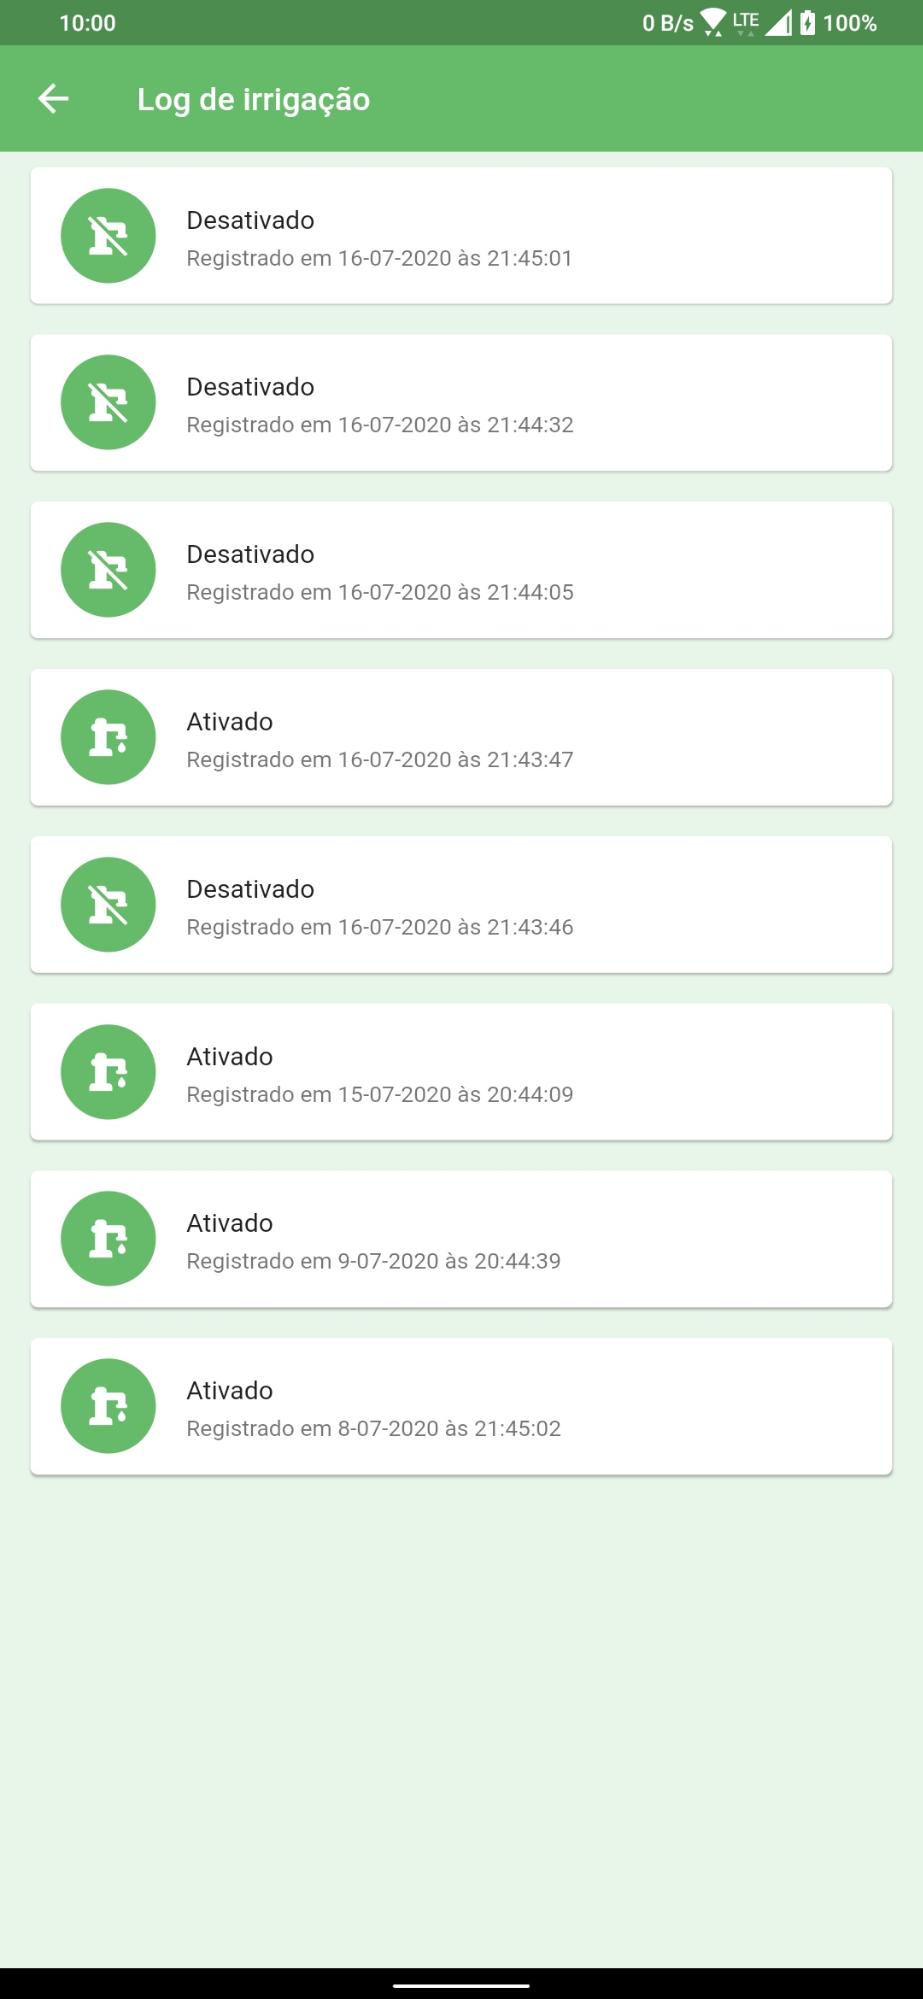 10:00
0 B/s LTE 100%
Log de irrigação
Desativado
Registrado em 16-07-2020 às 21:45:01
Desativado
Registrado em 16-07-2020 às 21:44:32
Desativado
Registrado em 16-07-2020 às 21:44:05
Ativado
Registrado em 16-07-2020 às 21:43:47
Desativado
Registrado em 16-07-2020 às 21:43:46
Ativado
Registrado em 15-07-2020 às 20:44:09
Ativado
Registrado em 9-07-2020 às 20:44:39
Ativado
Registrado em 8-07-2020 às 21:45:02